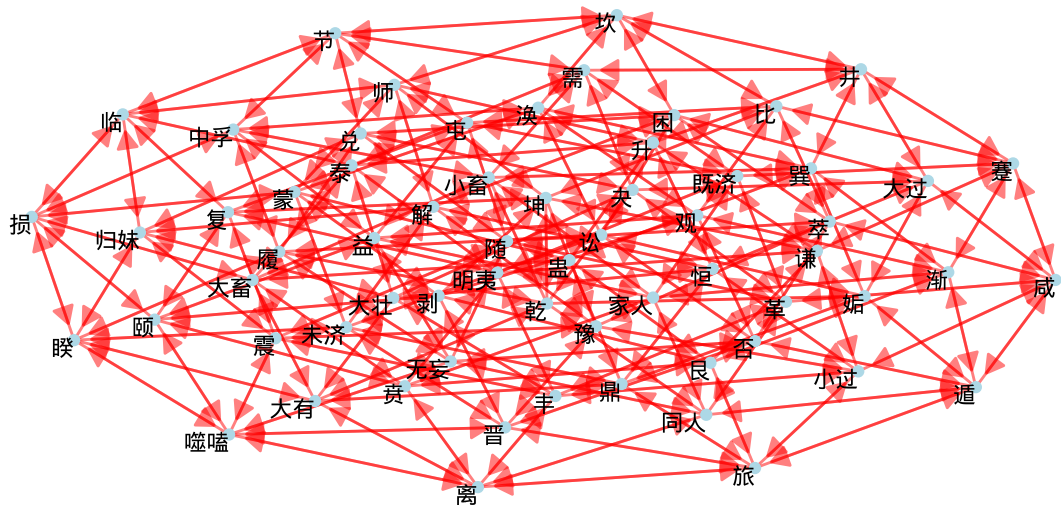 坎
节
需
井
师
临
中孚
兑
屯
涣
困
比
升
泰
蹇
小畜
既济
巽
大过
损
归妹
复
蒙
解
坤
夬
观
萃
履
益
随
讼
谦
大畜
明夷
蛊
恒
渐
咸
颐
大壮
剥
乾
家人
革
姤
睽
震
未济
豫
否
无妄
艮
小过
大有
贲
丰
鼎
同人
遁
噬嗑
晋
离
旅